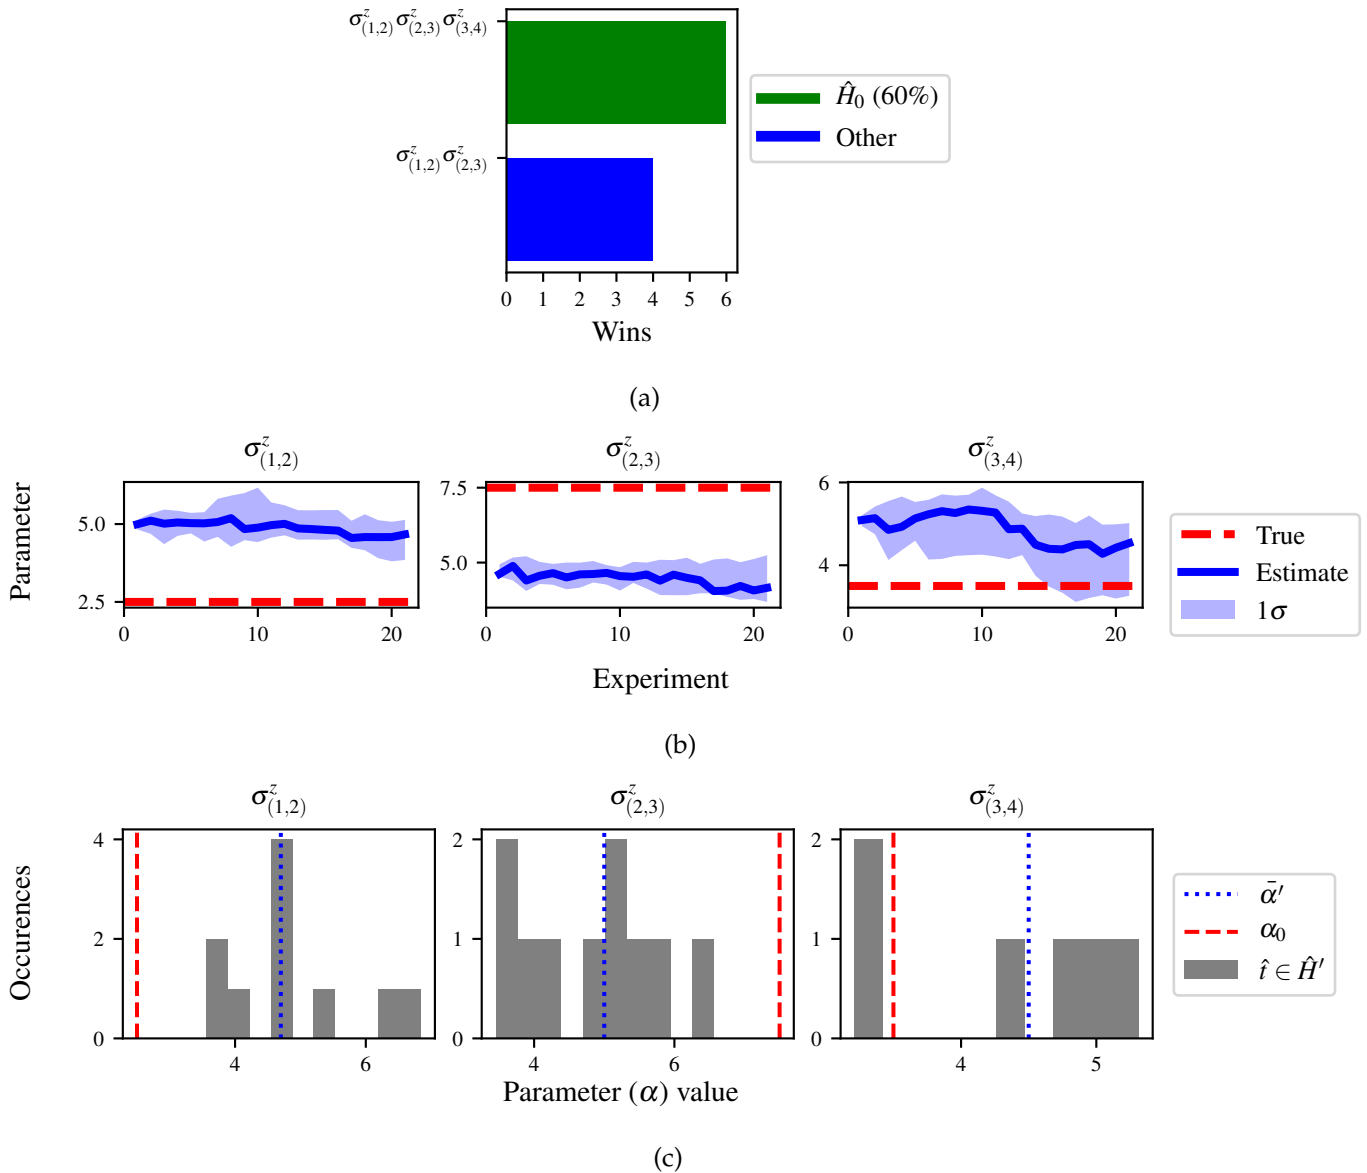 σ^z_(1,2)σ^z_(2,3)σ^z_(3,4)
σ^z_(1,2)σ^z_(2,3)
0 1 2 3 4 5 6
Wins
Ĥ₀ (60%)
Other
(a)
Parameter
σ^z_(1,2)
5.0
2.5
0 10 20
σ^z_(2,3)
7.5
5.0
0 10 20
σ^z_(3,4)
6
4
0 10 20
True
Estimate
1σ
Experiment
(b)
Occurences
σ^z_(1,2)
4
2
0
4 6
σ^z_(2,3)
2
1
0
4 6
σ^z_(3,4)
2
1
0
4 5
ᾱ′
α₀
t̂ ∈ Ĥ′
Parameter (α) value
(c)